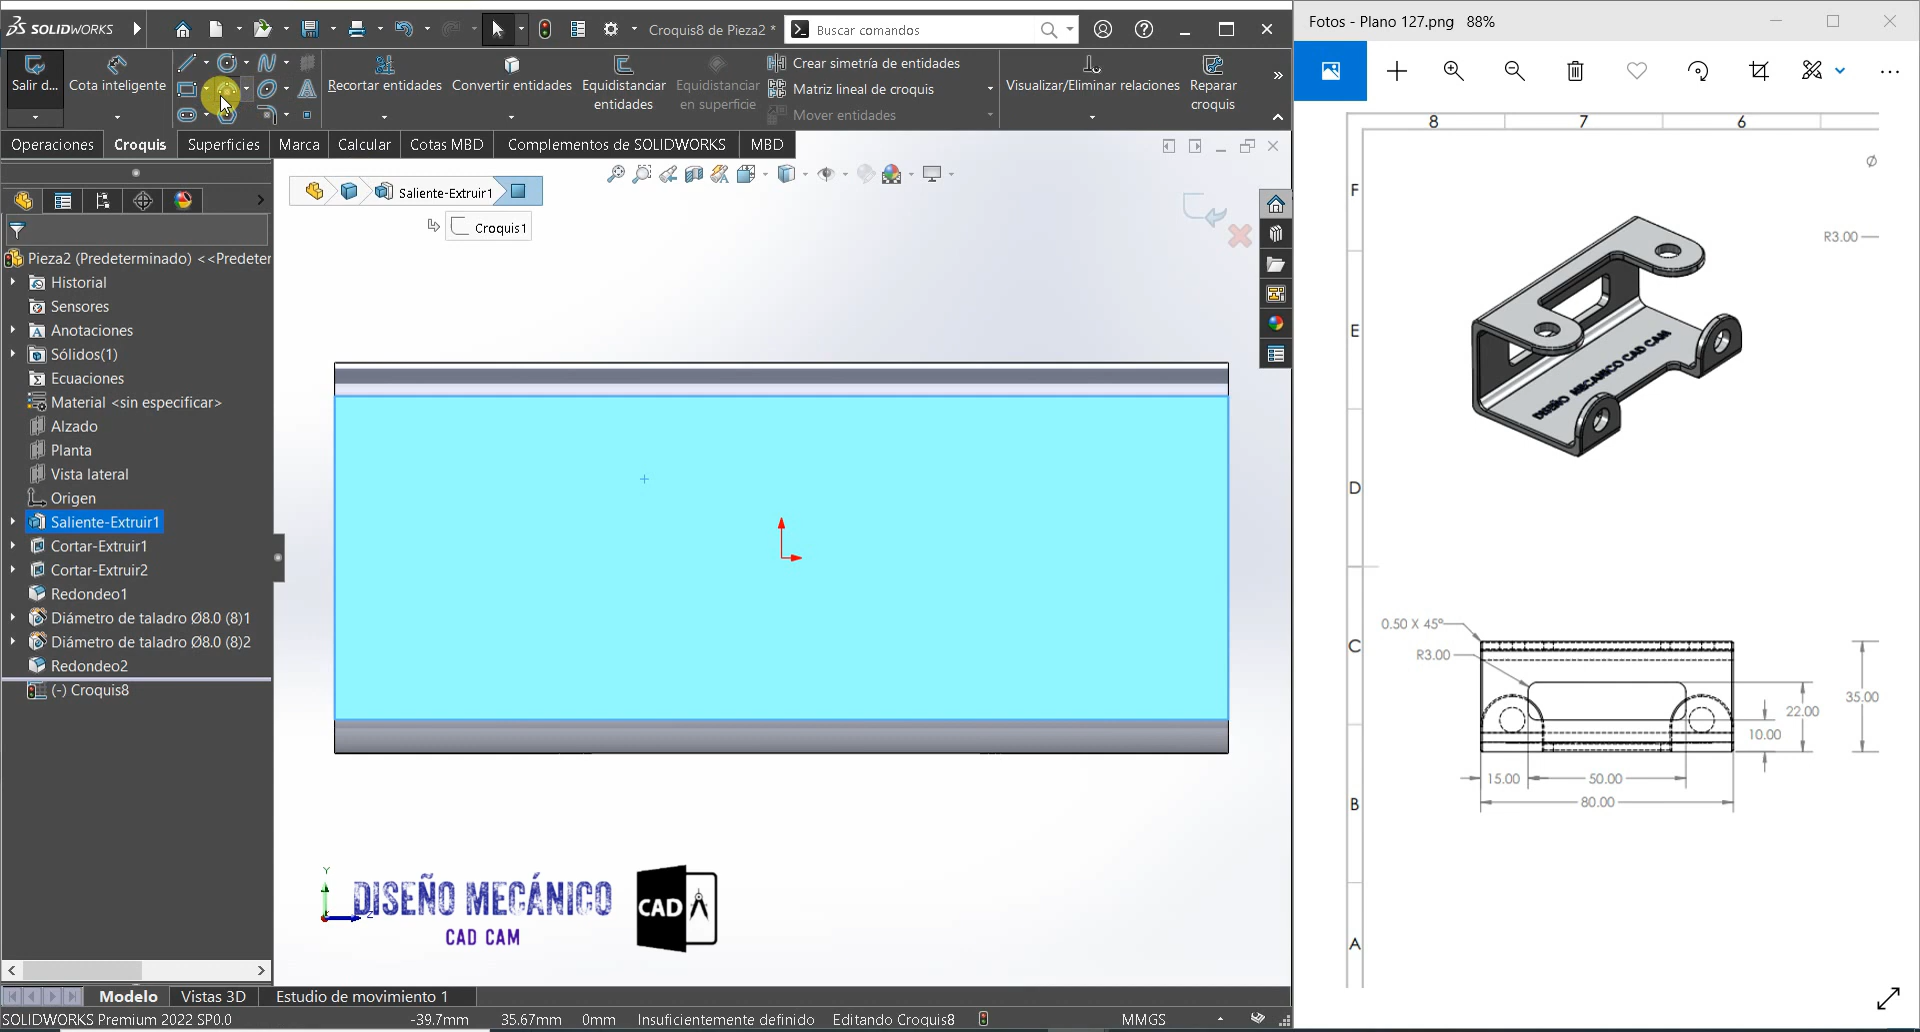 SOLIDWORKS
Croquis8 de Pieza2 *
Buscar comandos
Salir d...
Cota inteligente
Recortar entidades
Convertir entidades
Equidistanciar
entidades
Equidistanciar
en superficie
Crear simetría de entidades
Matriz lineal de croquis
Mover entidades
Visualizar/Eliminar relaciones
Reparar
croquis
Operaciones
Croquis
Superficies
Marca
Calcular
Cotas MBD
Complementos de SOLIDWORKS
MBD
Saliente-Extruir1
Croquis1
Pieza2 (Predeterminado) <<Predeter
Historial
Sensores
Anotaciones
Sólidos(1)
Ecuaciones
Material <sin especificar>
Alzado
Planta
Vista lateral
Origen
Saliente-Extruir1
Cortar-Extruir1
Cortar-Extruir2
Redondeo1
Diámetro de taladro Ø8.0 (8)1
Diámetro de taladro Ø8.0 (8)2
Redondeo2
(-) Croquis8
Y
Z
DISEÑO MECÁNICO
CAD CAM
CAD
Modelo
Vistas 3D
Estudio de movimiento 1
SOLIDWORKS Premium 2022 SP0.0
-39.7mm
35.67mm
0mm
Insuficientemente definido
Editando Croquis8
MMGS
Fotos - Plano 127.png
88%
8
7
6
F
E
D
C
B
A
Ø
R3.00
DISEÑO MECANICO CAD CAM
0.50 X 45°
R3.00
35.00
22.00
10.00
15.00
50.00
80.00